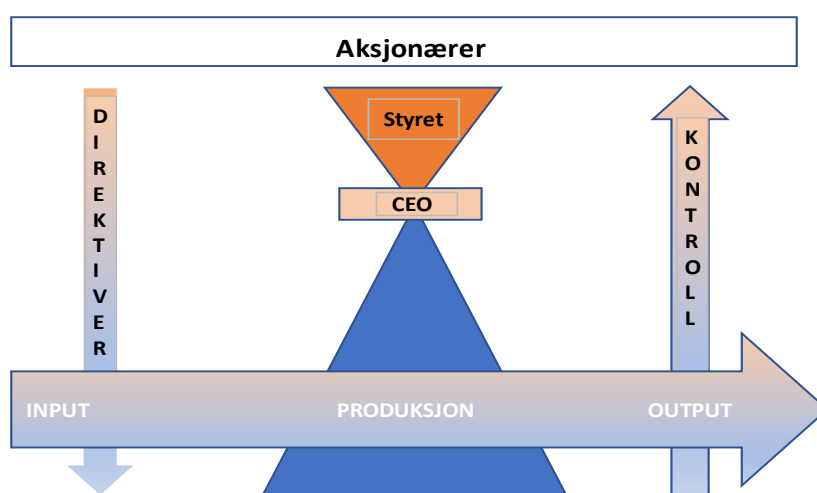 Aksjonærer
DIREKTIVER
Styret
CEO
KONTROLL
INPUT
PRODUKSJON
OUTPUT